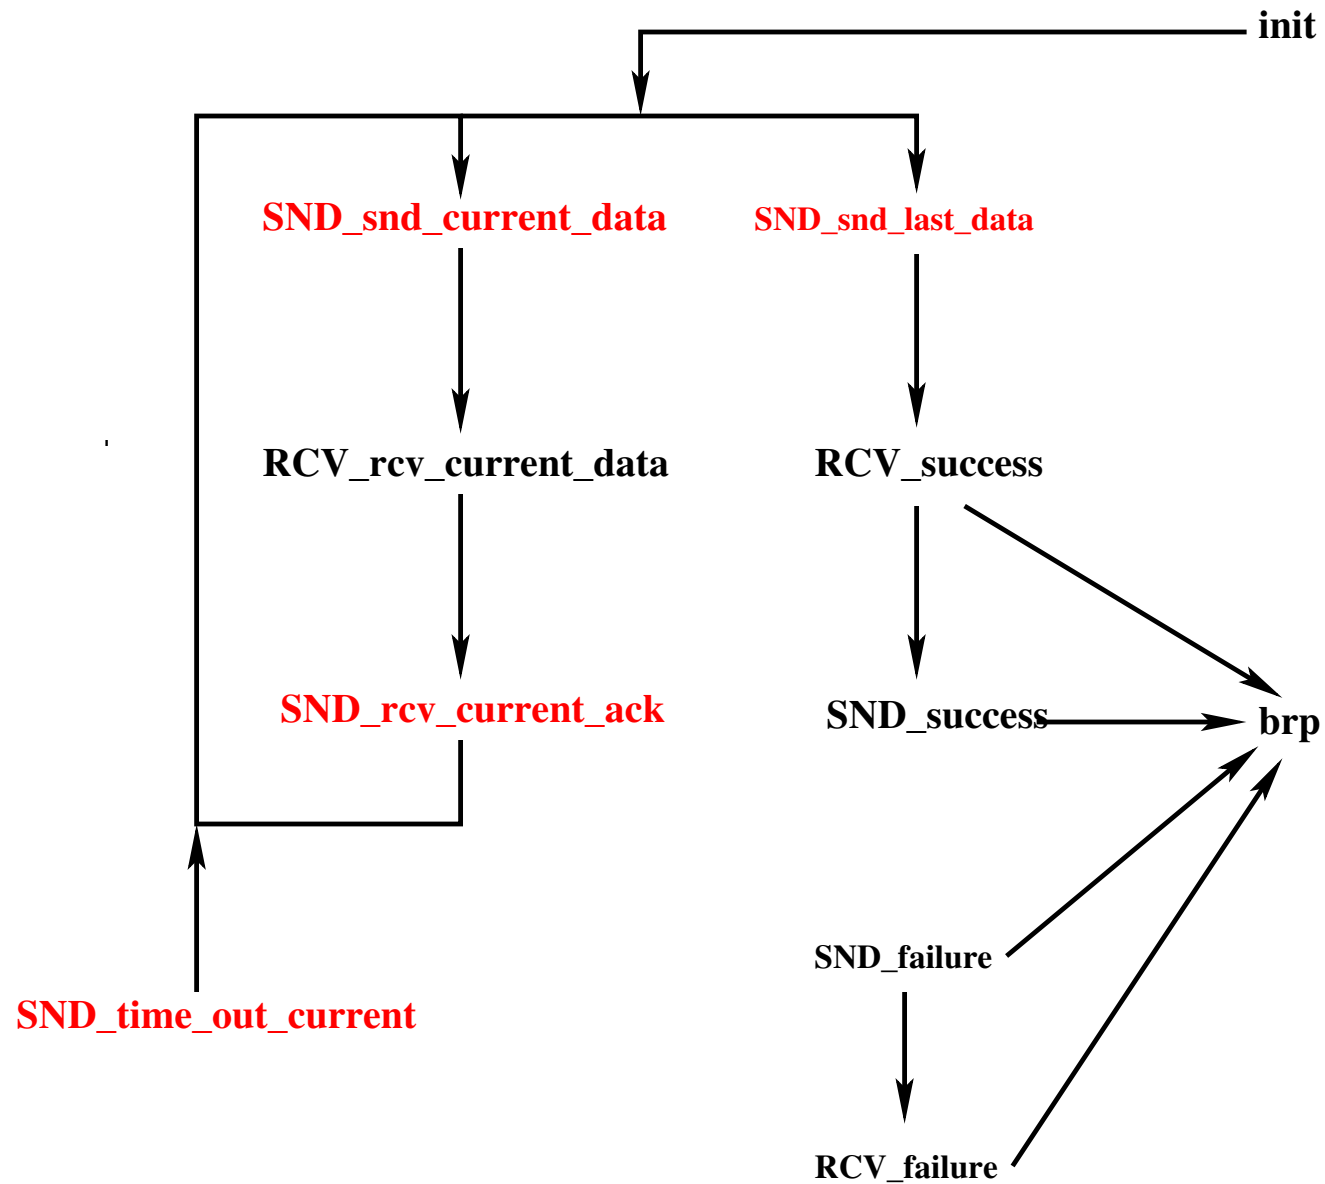 init
SND_snd_current_data
SND_snd_last_data
RCV_rcv_current_data
RCV_success
SND_rcv_current_ack
SND_success
brp
SND_failure
SND_time_out_current
RCV_failure